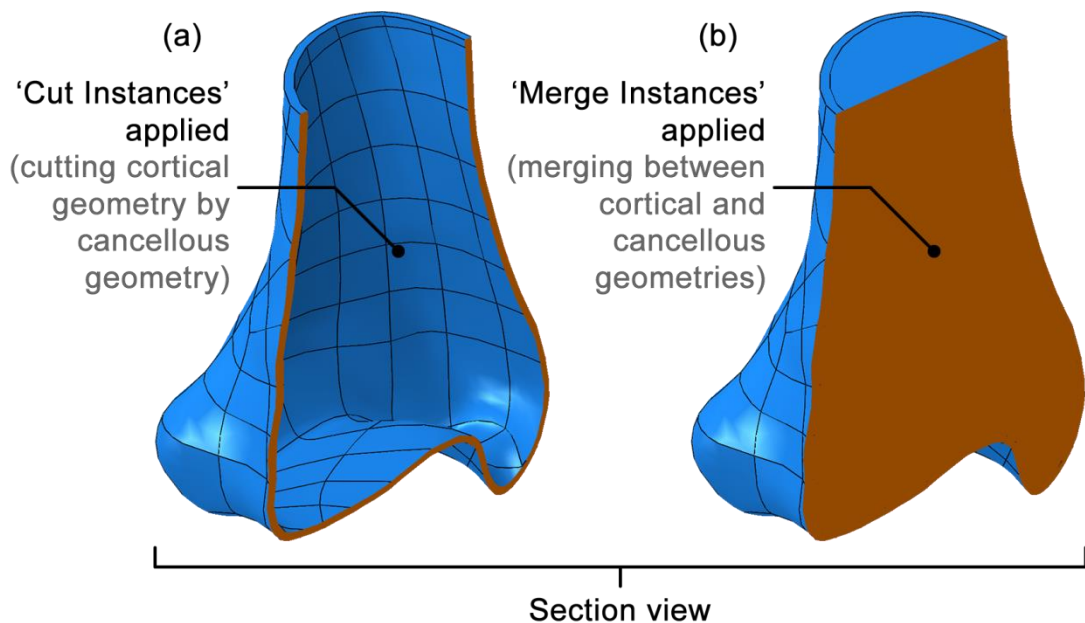 (a)
‘Cut Instances’
applied
(cutting cortical
geometry by
cancellous
geometry)
(b)
‘Merge Instances’
applied
(merging between
cortical and
cancellous
geometries)
Section view